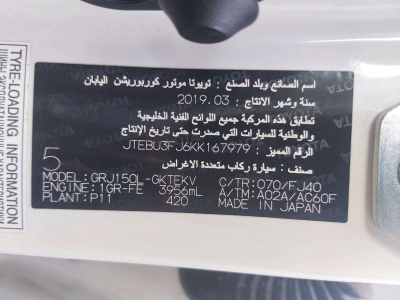 TYRE-LOADING INFORMATION
اسم الصانع وبلد الصنع : تويوتا موتور كوربوريشن اليابان
سنة وشهر الانتاج : 2019.03
تطابق هذه المركبة جميع اللوائح الفنية الخليجية
والوطنية للسيارات التي صدرت حتى تاريخ الإنتاج
الرقم المميز : JTEBU3FJ6KK167979
صنف : سيارة ركاب متعددة الاغراض
5
MODEL:GRJ150L-GKTEKV C/TR:070/FJ40
ENGINE:1GR-FE 3956mL A/TM:A02A/AC60F
PLANT:P11 420 MADE IN JAPAN